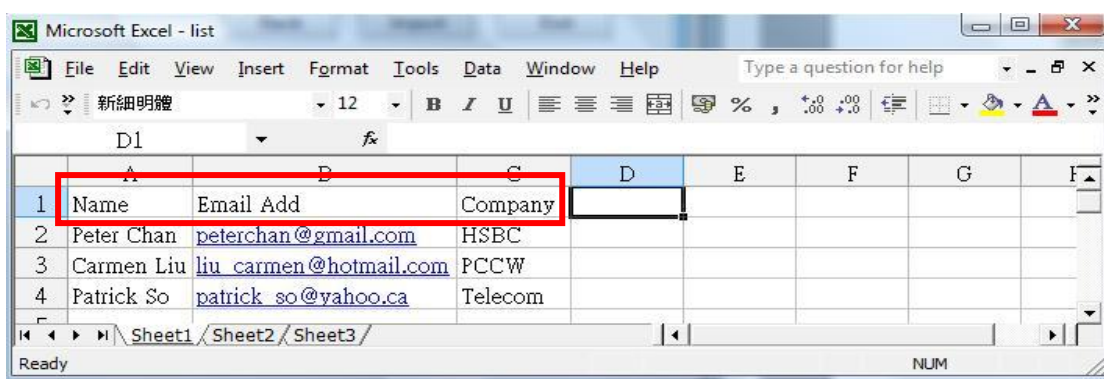 Microsoft Excel - list
File Edit View Insert Format Tools Data Window Help Type a question for help
新細明體 12 B I U % ,
D1 fx
A B C D E F G
1 Name Email Add Company
2 Peter Chan peterchan@gmail.com HSBC
3 Carmen Liu liu_carmen@hotmail.com PCCW
4 Patrick So patrick_so@yahoo.ca Telecom
Sheet1 Sheet2 Sheet3
Ready NUM